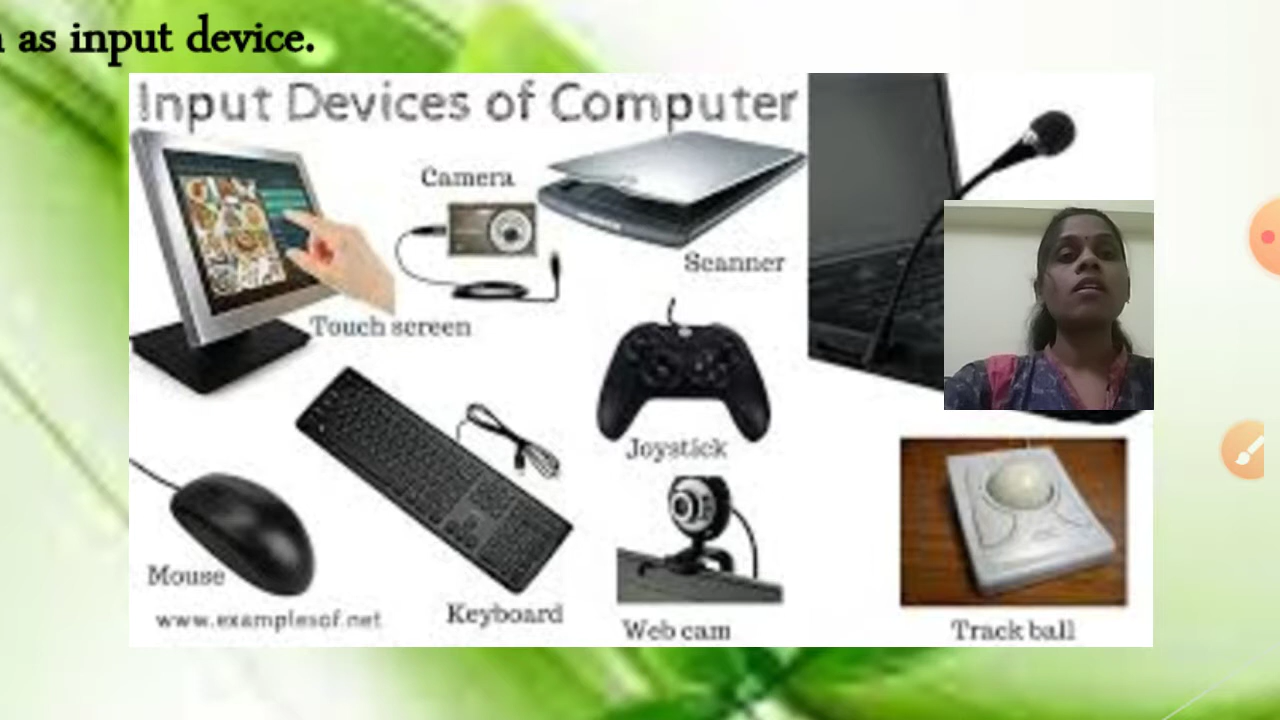 as input device.
Input Devices of Computer
Camera
Scanner
Touch screen
Joystick
Mouse
Keyboard
www.examplesof.net
Web cam
Track ball